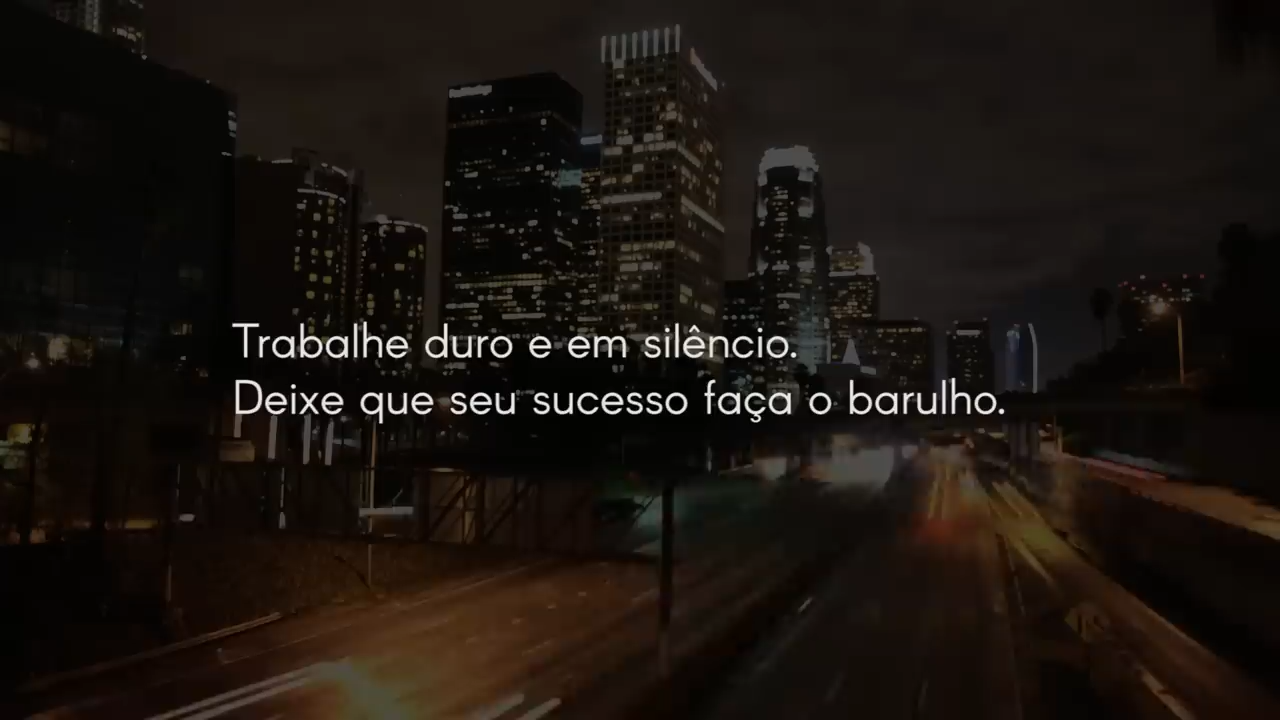 Trabalhe duro e em silêncio.
Deixe que seu sucesso faça o barulho.